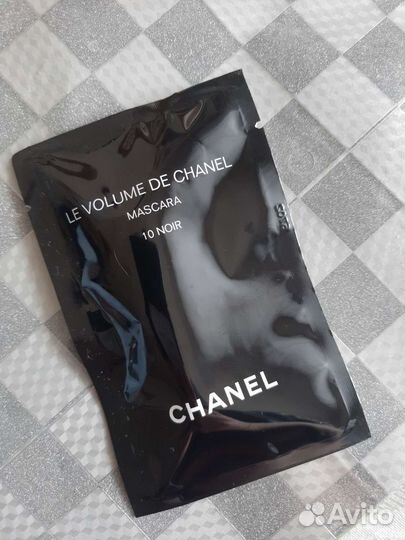 LE VOLUME DE CHANEL
MASCARA
10 NOIR
CHANEL
Avito